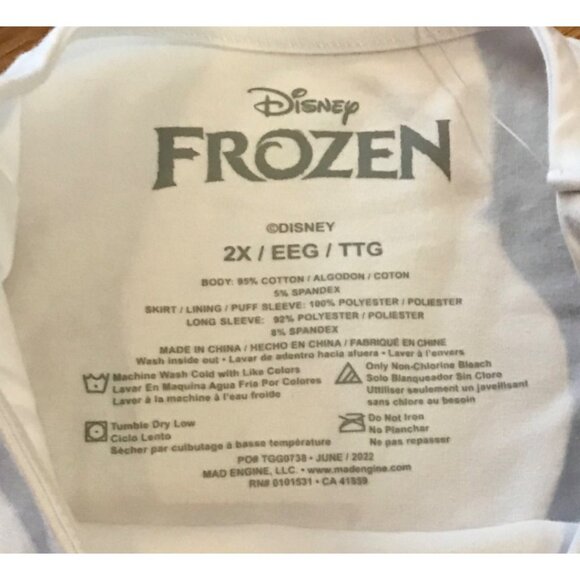 Disney
FROZEN
©DISNEY
2X / EEG / TTG
BODY: 95% COTTON / ALGODON / COTON
5% SPANDEX
SKIRT / LINING / PUFF SLEEVE: 100% POLYESTER / POLIESTER
LONG SLEEVE: 92% POLYESTER / POLIESTER
8% SPANDEX
MADE IN CHINA / HECHO EN CHINA / FABRIQUÉ EN CHINE
Wash inside out • Lavar de adentro hacia afuera • Laver à l'envers
Machine Wash Cold with Like Colors
Lavar En Maquina Agua Fria Por Colores
Laver à la machine à l'eau froide
Only Non-Chlorine Bleach
Solo Blanqueador Sin Cloro
Utiliser seulement un javellisant
sans chlore au besoin
Tumble Dry Low
Ciclo Lento
Sécher par culbutage à basse température
Do Not Iron
No Planchar
Ne pas repasser
PO# TGG0738 • JUNE / 2022
MAD ENGINE, LLC. • www.madengine.com
RN# 0101531 • CA 41859